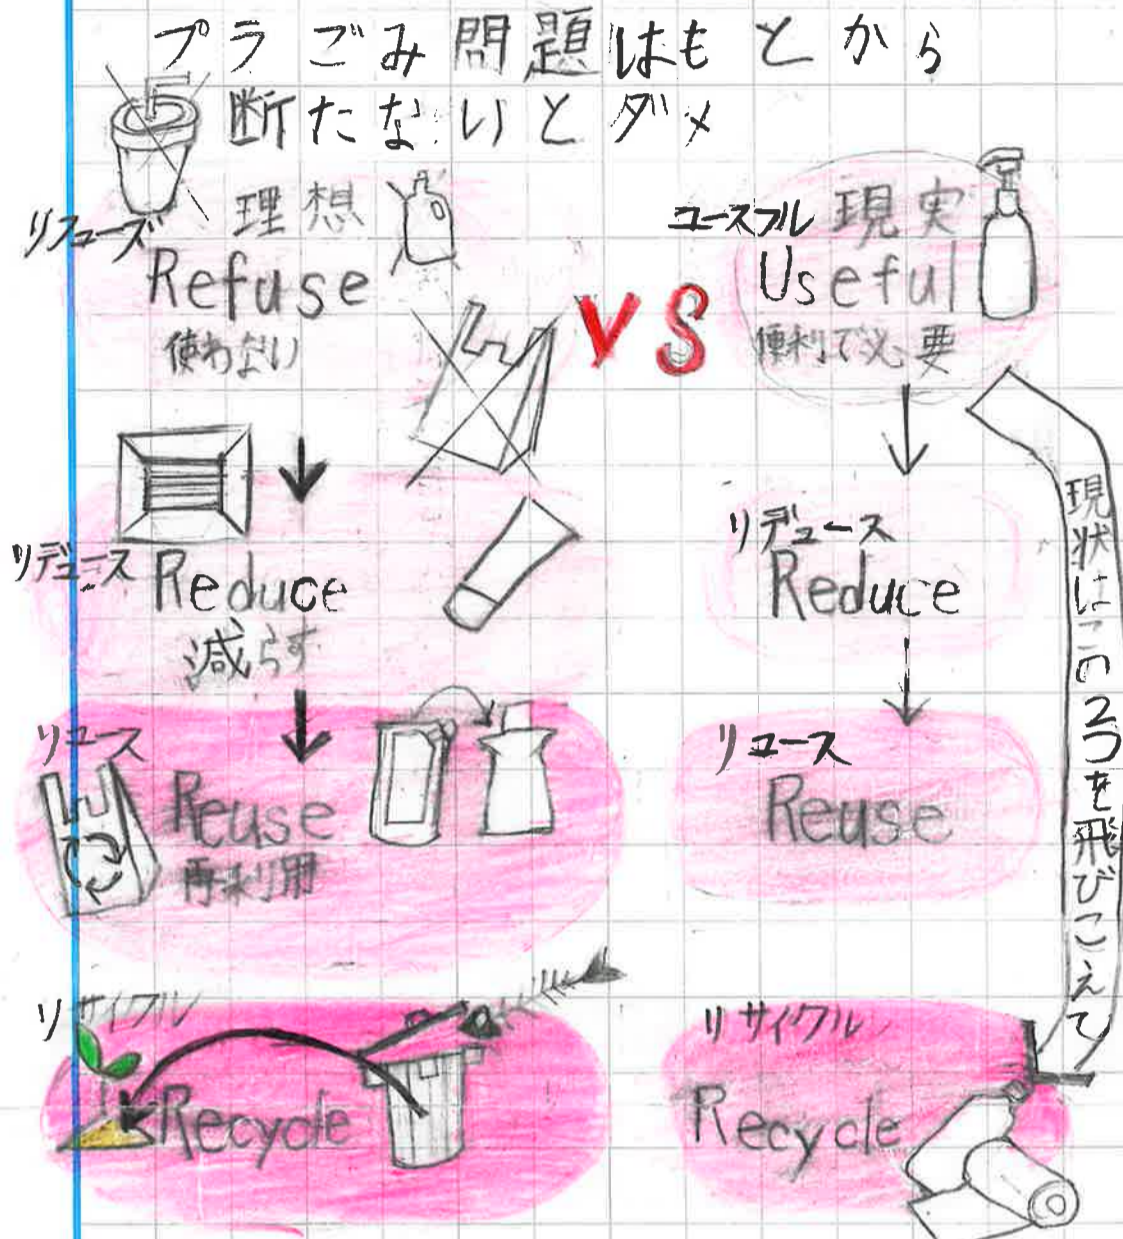 プラごみ問題はもとから
断たないとダメ
理想
リフューズ
Refuse
使わない
VS
現実
ユースフル
Useful
便利で必要
リデュース
Reduce
減らす
リデュース
Reduce
リユース
Reuse
再利用
リユース
Reuse
現状はこの2つを飛びこえて
リサイクル
Recycle
リサイクル
Recycle